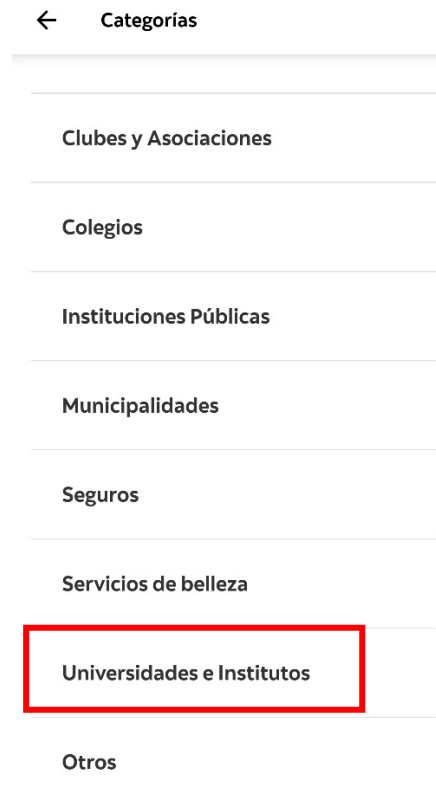 Categorías
Clubes y Asociaciones
Colegios
Instituciones Públicas
Municipalidades
Seguros
Servicios de belleza
Universidades e Institutos
Otros